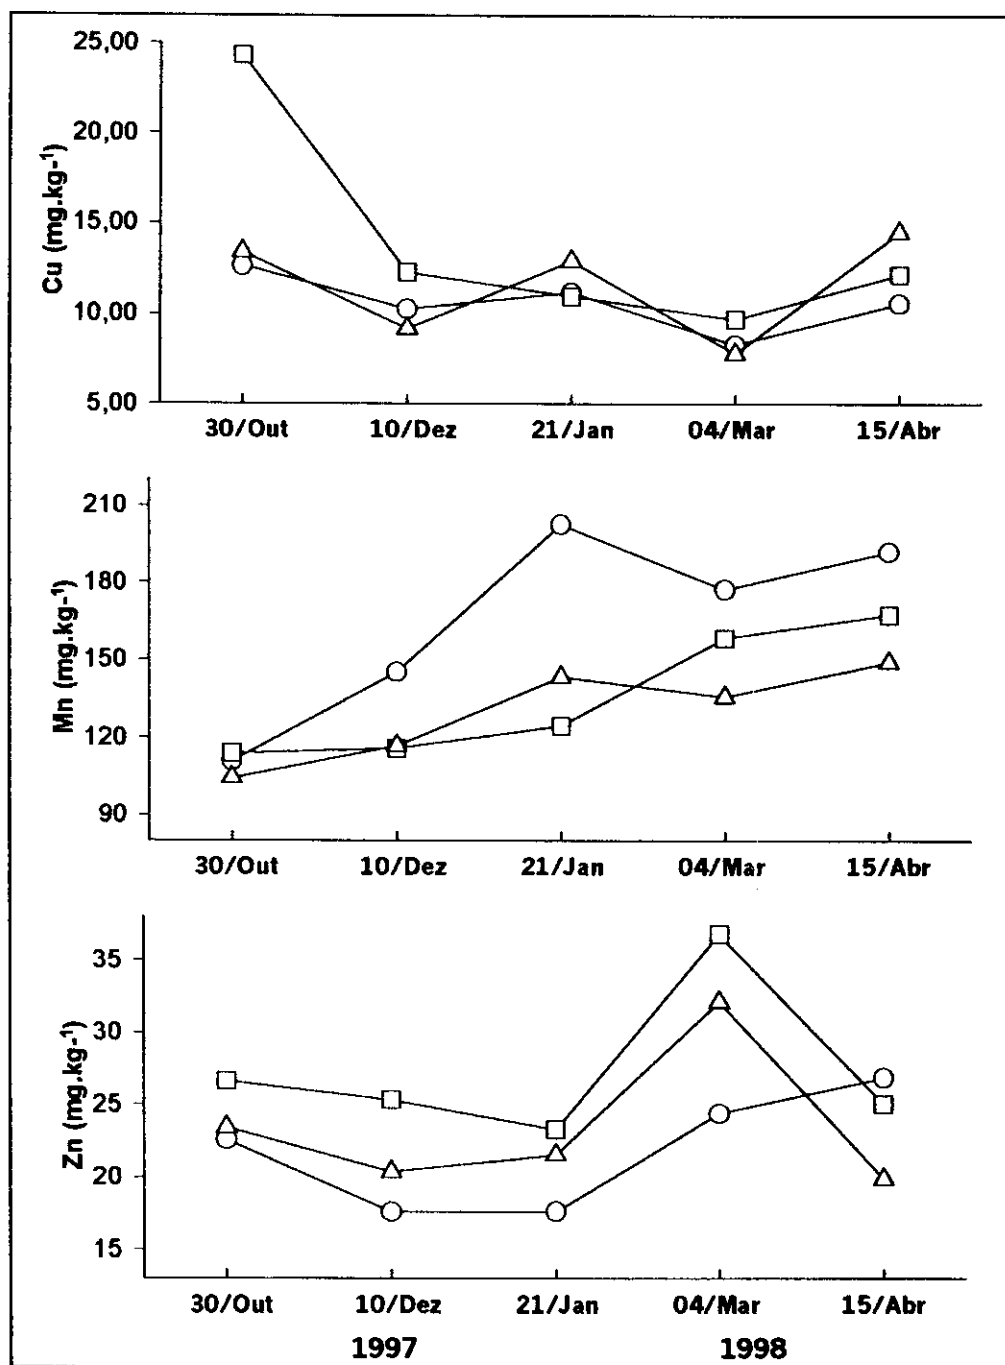 25,00
20,00
15,00
10,00
5,00
Cu (mg.kg-1)
30/Out 10/Dez 21/Jan 04/Mar 15/Abr
210
180
150
120
90
Mn (mg.kg-1)
30/Out 10/Dez 21/Jan 04/Mar 15/Abr
35
30
25
20
15
Zn (mg.kg-1)
30/Out 10/Dez 21/Jan 04/Mar 15/Abr
1997 1998